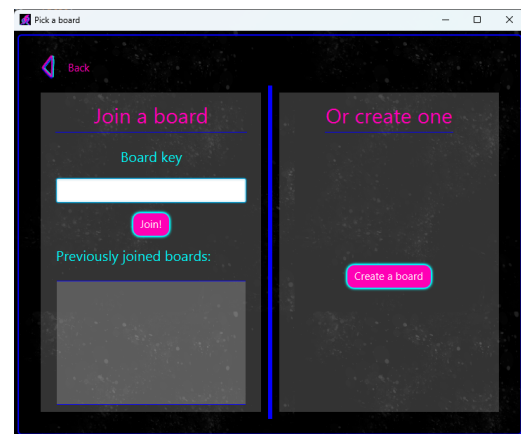 Pick a board
Back
Join a board
Board key
Join!
Previously joined boards:
Or create one
Create a board